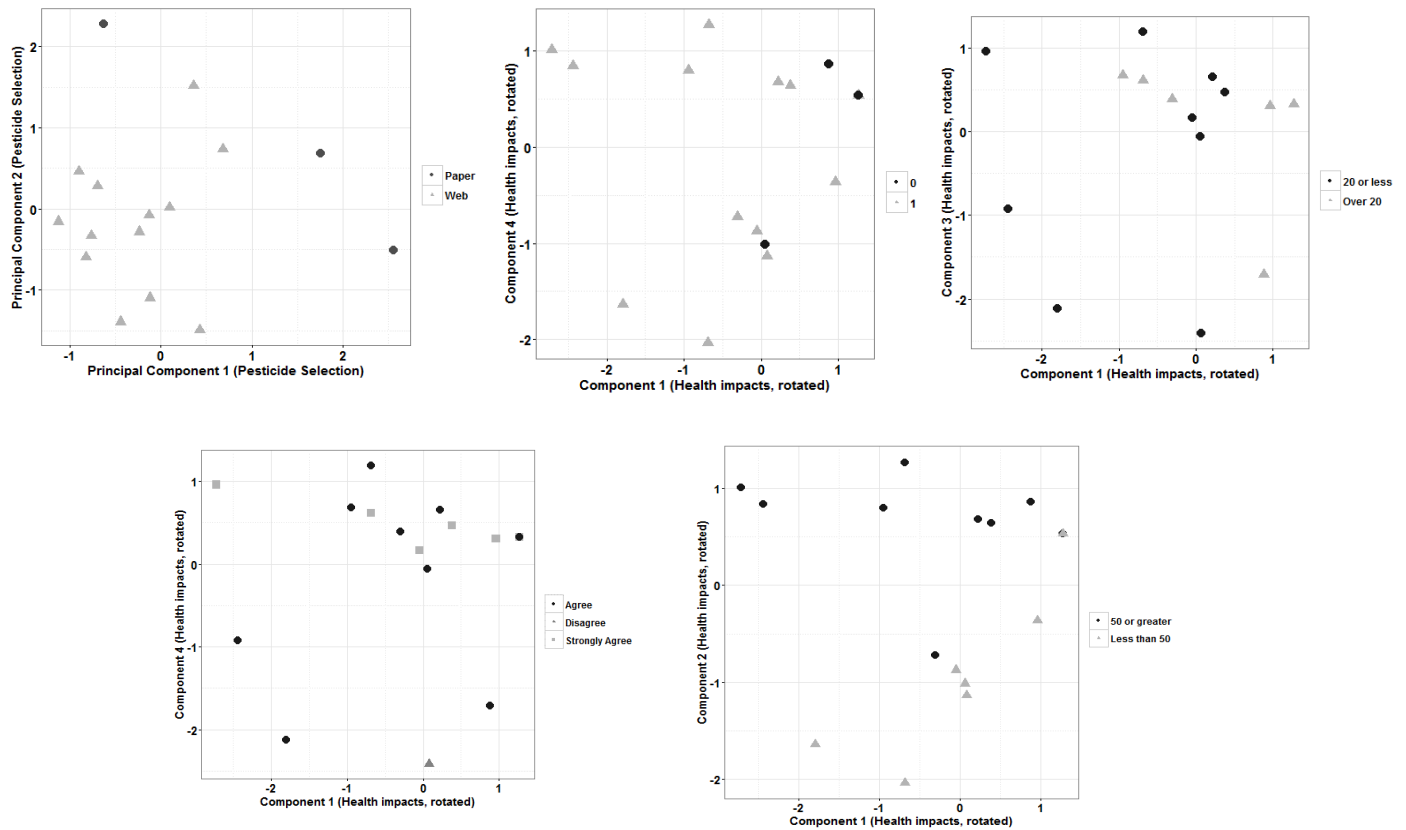 Principal Component 2 (Pesticide Selection)
2
1
0
-1
-1
0
1
2
Principal Component 1 (Pesticide Selection)
Paper
Web
Component 4 (Health impacts, rotated)
1
0
-1
-2
-2
-1
0
1
Component 1 (Health impacts, rotated)
0
1
Component 3 (Health impacts, rotated)
1
0
-1
-2
-2
-1
0
1
Component 1 (Health impacts, rotated)
20 or less
Over 20
Component 4 (Health impacts, rotated)
1
0
-1
-2
-2
-1
0
1
Component 1 (Health impacts, rotated)
Agree
Disagree
Strongly Agree
Component 2 (Health impacts, rotated)
1
0
-1
-2
-2
-1
0
1
Component 1 (Health impacts, rotated)
50 or greater
Less than 50